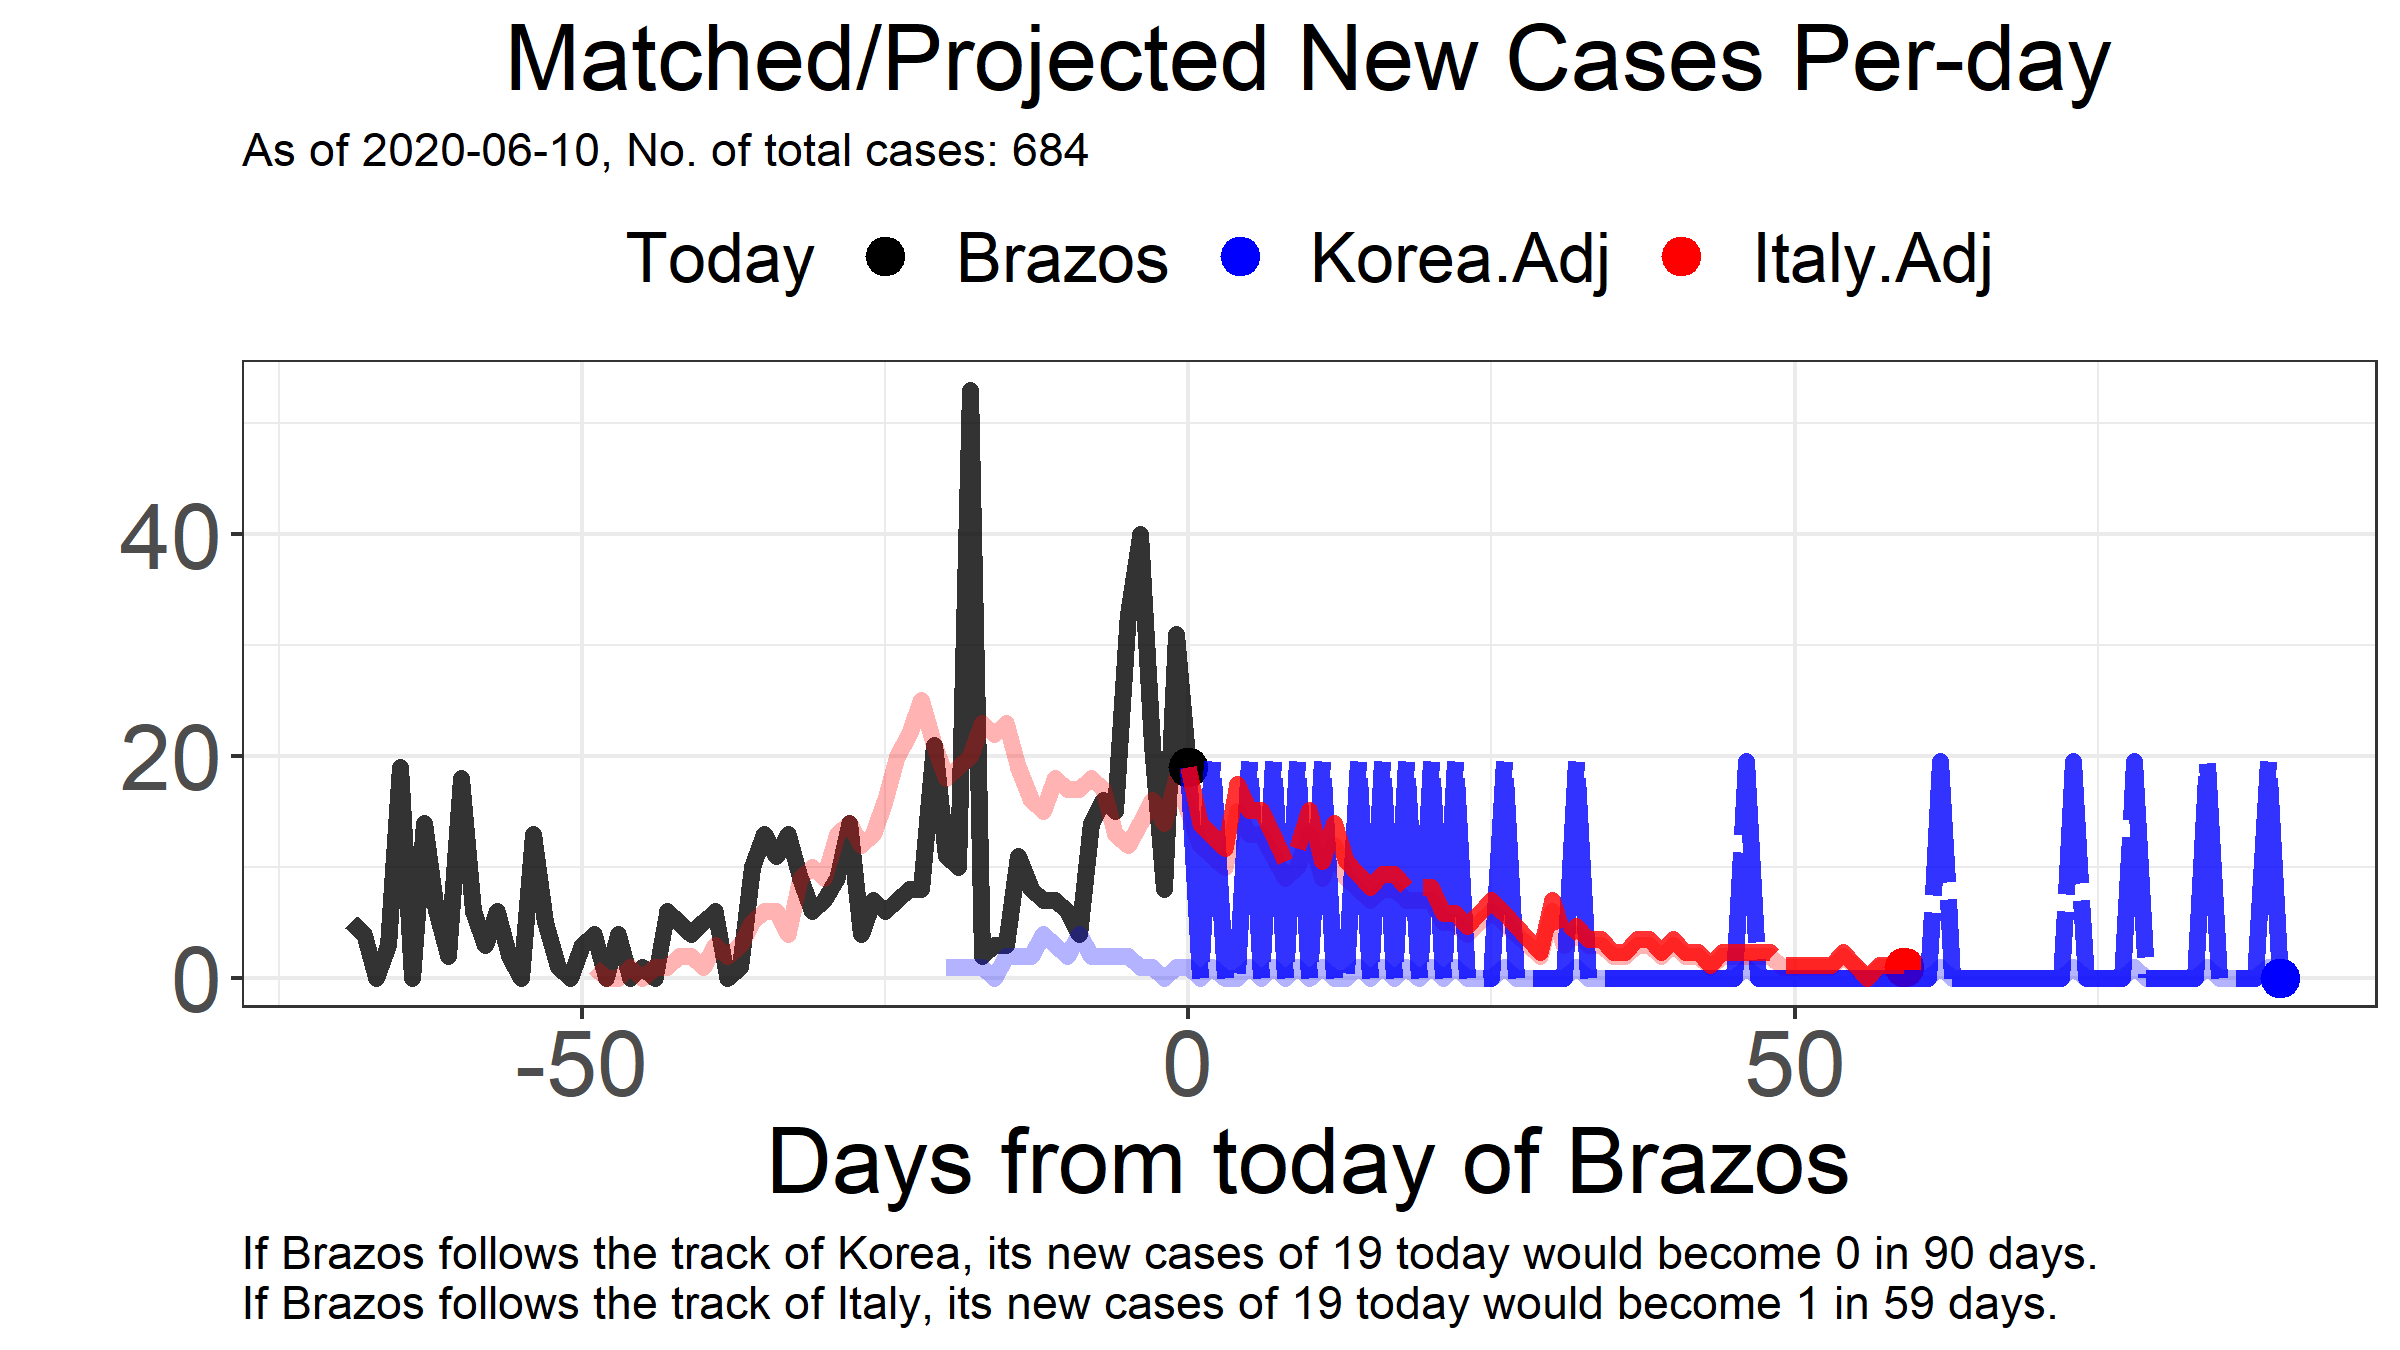 Matched/Projected New Cases Per-day
As of 2020-06-10, No. of total cases: 684
Today Brazos Korea.Adj Italy.Adj
40
20
0
-50 0 50
Days from today of Brazos
If Brazos follows the track of Korea, its new cases of 19 today would become 0 in 90 days.
If Brazos follows the track of Italy, its new cases of 19 today would become 1 in 59 days.